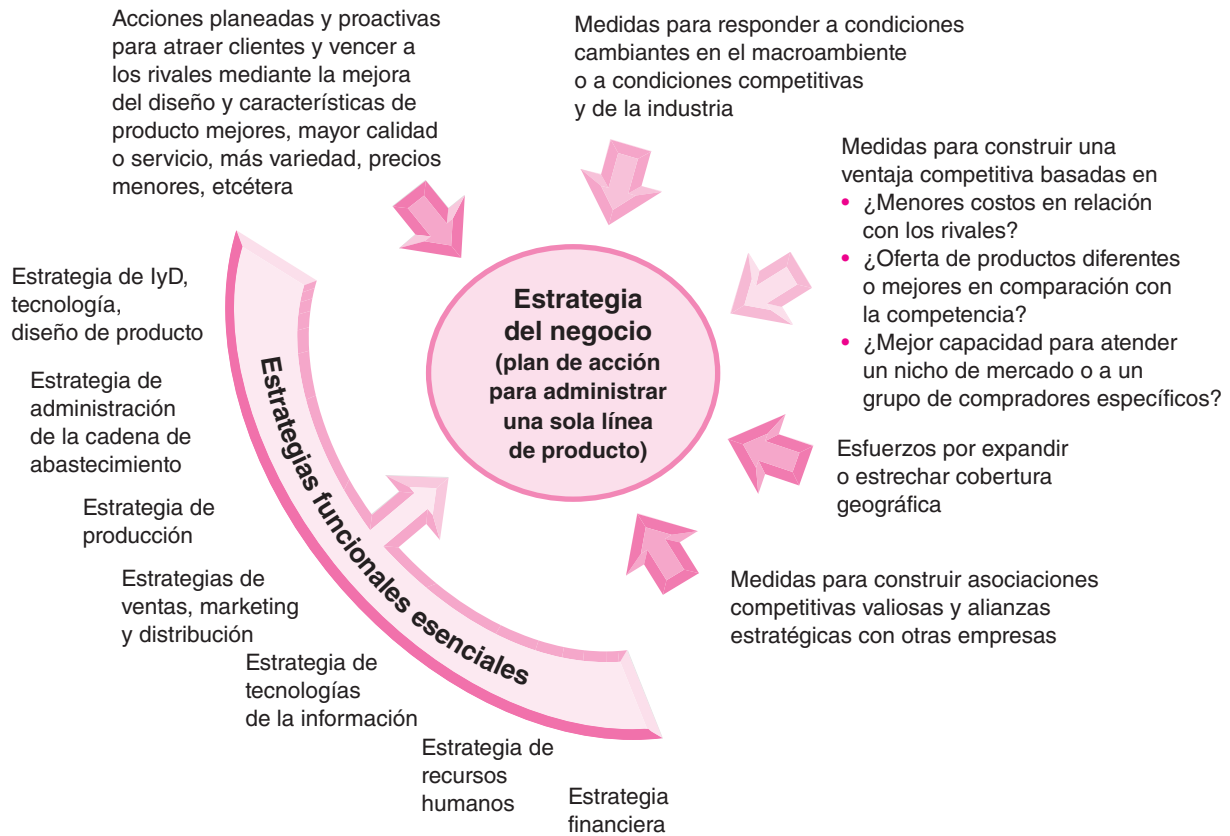 Acciones planeadas y proactivas
para atraer clientes y vencer a
los rivales mediante la mejora
del diseño y características de
producto mejores, mayor calidad
o servicio, más variedad, precios
menores, etcétera
Medidas para responder a condiciones
cambiantes en el macroambiente
o a condiciones competitivas
y de la industria
Medidas para construir una
ventaja competitiva basadas en
• ¿Menores costos en relación
con los rivales?
• ¿Oferta de productos diferentes
o mejores en comparación con
la competencia?
• ¿Mejor capacidad para atender
un nicho de mercado o a un
grupo de compradores específicos?
Esfuerzos por expandir
o estrechar cobertura
geográfica
Medidas para construir asociaciones
competitivas valiosas y alianzas
estratégicas con otras empresas
Estrategia
del negocio
(plan de acción
para administrar
una sola línea
de producto)
Estrategias funcionales esenciales
Estrategia de IyD,
tecnología,
diseño de producto
Estrategia de
administración
de la cadena de
abastecimiento
Estrategia de
producción
Estrategias de
ventas, marketing
y distribución
Estrategia de
tecnologías
de la información
Estrategia de
recursos
humanos
Estrategia
financiera